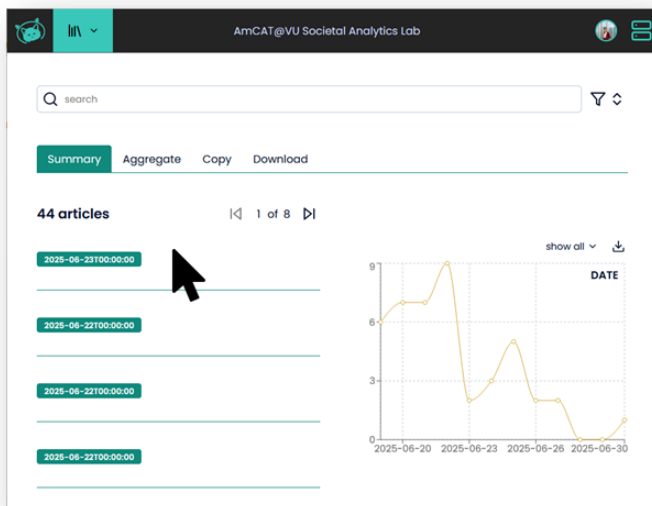 AmCAT@VU Societal Analytics Lab
search
Summary Aggregate Copy Download
44 articles 1 of 8
2025-06-23T00:00:00
2025-06-22T00:00:00
2025-06-22T00:00:00
2025-06-22T00:00:00
show all
DATE
9
6
3
0
2025-06-20 2025-06-23 2025-06-26 2025-06-30